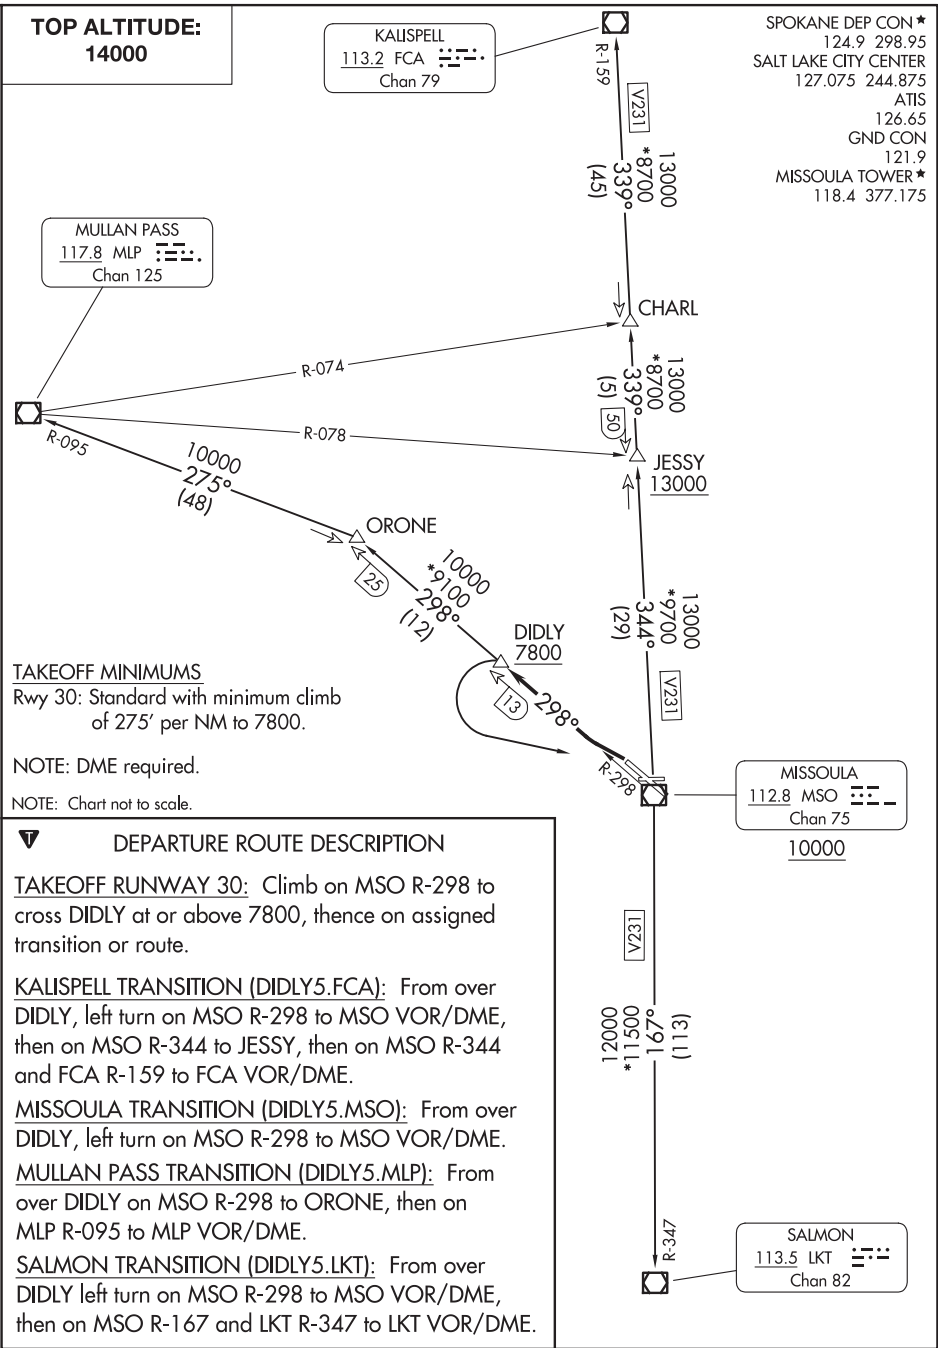 TOP ALTITUDE:
14000
KALISPELL
113.2 FCA
Chan 79
SPOKANE DEP CON ★
124.9 298.95
SALT LAKE CITY CENTER
127.075 244.875
ATIS
126.65
GND CON
121.9
MISSOULA TOWER ★
118.4 377.175
R-159
V231
13000
*8700
339°
(45)
MULLAN PASS
117.8 MLP
Chan 125
CHARL
R-074
13000
*8700
339°
(5)
50
R-078
R-095
JESSY
13000
10000
275°
(48)
ORONE
25
10000
*9100
298°
(12)
13000
*9700
344°
(29)
V231
DIDLY
7800
13
298°
R-298
TAKEOFF MINIMUMS
Rwy 30: Standard with minimum climb
of 275' per NM to 7800.
NOTE: DME required.
NOTE: Chart not to scale.
MISSOULA
112.8 MSO
Chan 75
10000
V231
12000
*11500
167°
(113)
R-347
SALMON
113.5 LKT
Chan 82
T
DEPARTURE ROUTE DESCRIPTION
TAKEOFF RUNWAY 30: Climb on MSO R-298 to
cross DIDLY at or above 7800, thence on assigned
transition or route.
KALISPELL TRANSITION (DIDLY5.FCA): From over
DIDLY, left turn on MSO R-298 to MSO VOR/DME,
then on MSO R-344 to JESSY, then on MSO R-344
and FCA R-159 to FCA VOR/DME.
MISSOULA TRANSITION (DIDLY5.MSO): From over
DIDLY, left turn on MSO R-298 to MSO VOR/DME.
MULLAN PASS TRANSITION (DIDLY5.MLP): From
over DIDLY on MSO R-298 to ORONE, then on
MLP R-095 to MLP VOR/DME.
SALMON TRANSITION (DIDLY5.LKT): From over
DIDLY left turn on MSO R-298 to MSO VOR/DME,
then on MSO R-167 and LKT R-347 to LKT VOR/DME.